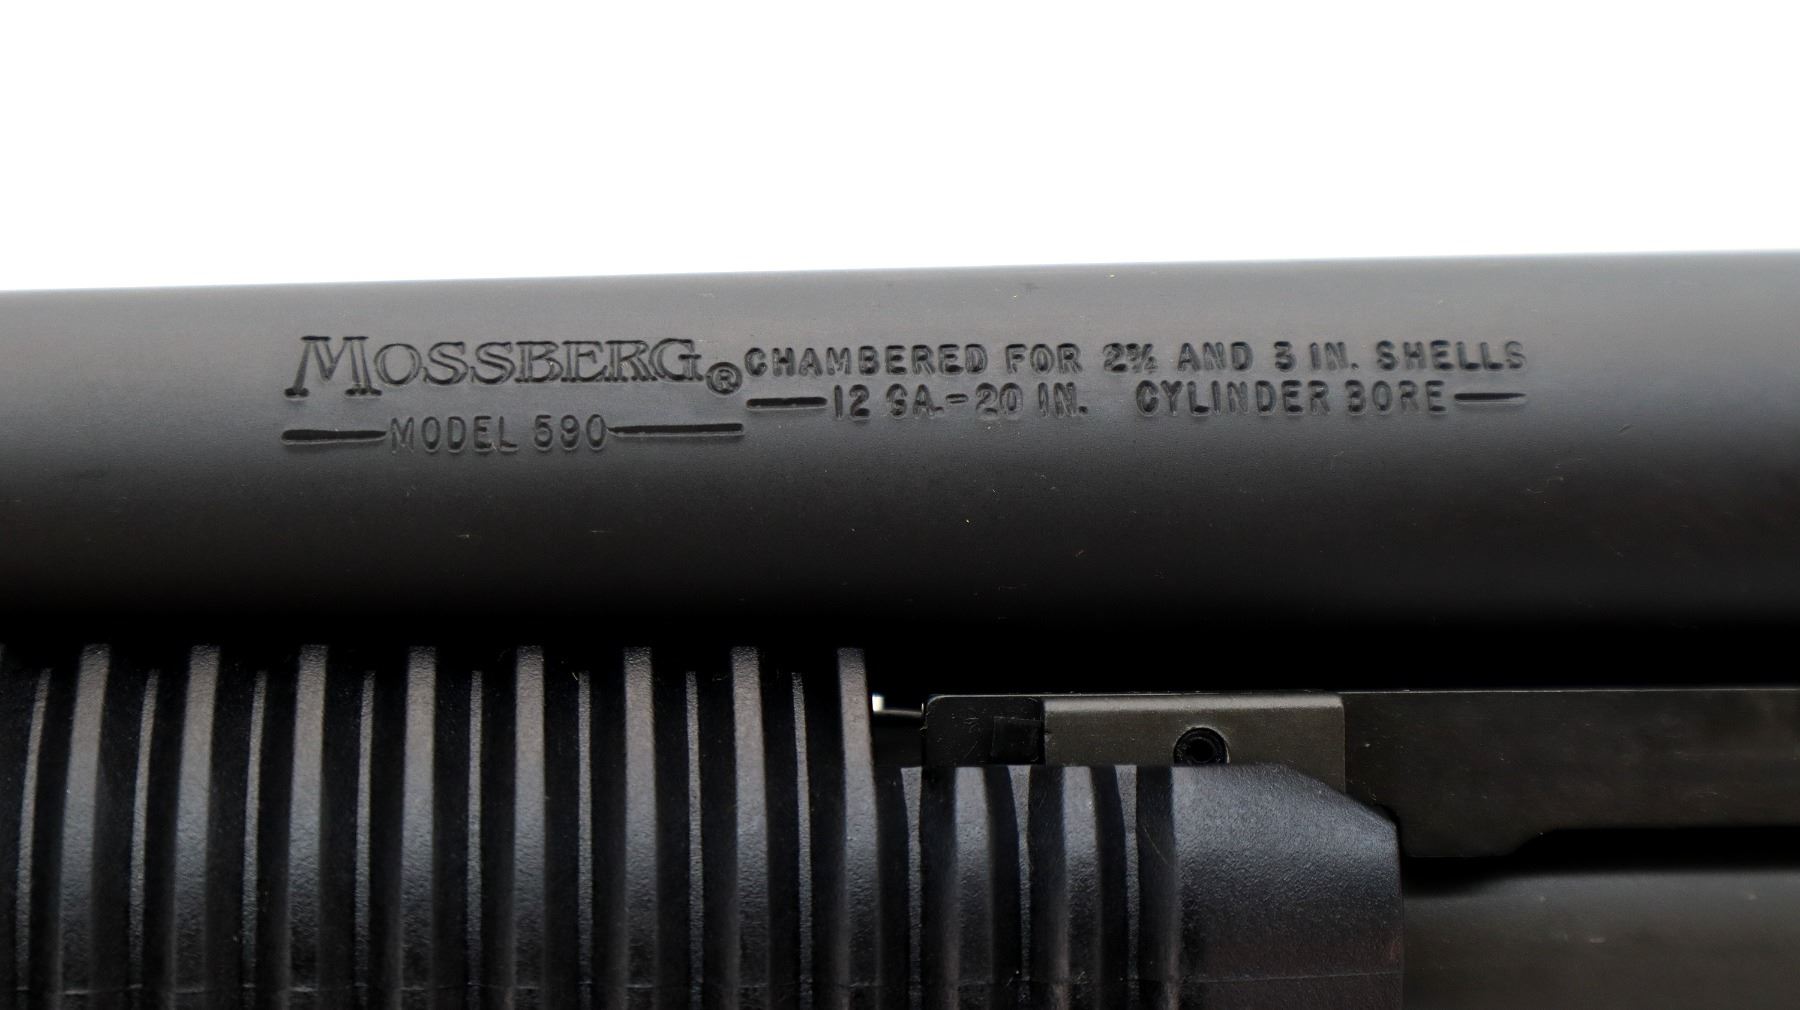 MOSSBERG®
MODEL 590
CHAMBERED FOR 2¾ AND 3 IN. SHELLS
12 GA.-20 IN. CYLINDER BORE